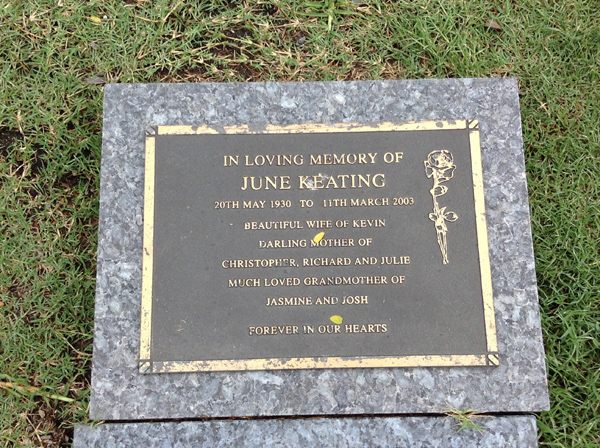 IN LOVING MEMORY OF
JUNE KEATING
20TH MAY 1930 TO 11TH MARCH 2003
BEAUTIFUL WIFE OF KEVIN
DARLING MOTHER OF
CHRISTOPHER, RICHARD AND JULIE
MUCH LOVED GRANDMOTHER OF
JASMINE AND JOSH
FOREVER IN OUR HEARTS